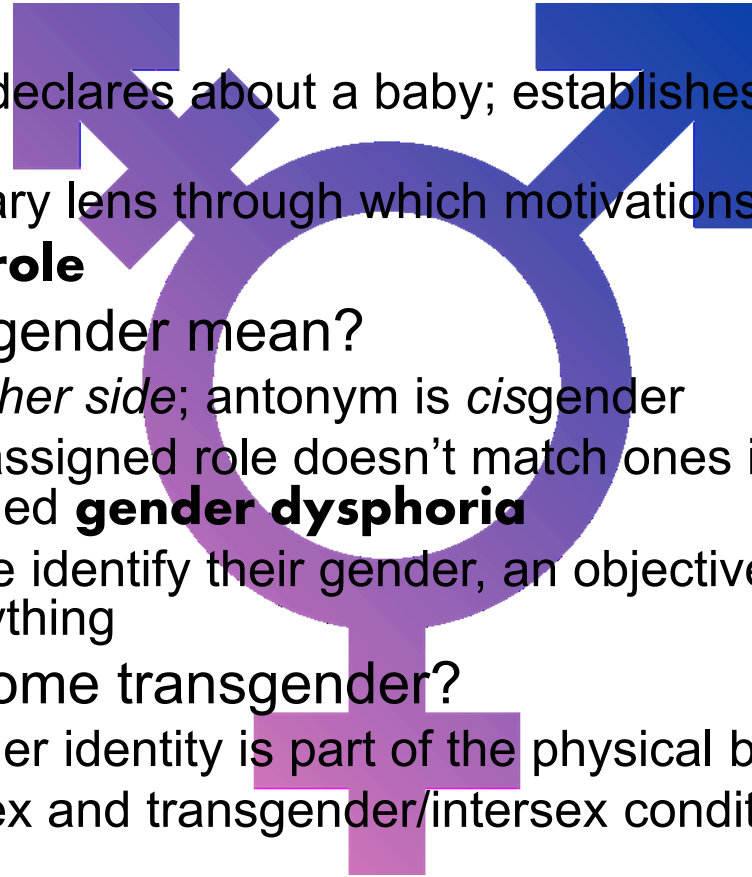 declares about a baby; establishes
ary lens through which motivations
role
gender mean?
her side; antonym is cisgender
assigned role doesn’t match ones i
ed gender dysphoria
e identify their gender, an objective
ything
ome transgender?
er identity is part of the physical b
ex and transgender/intersex condit